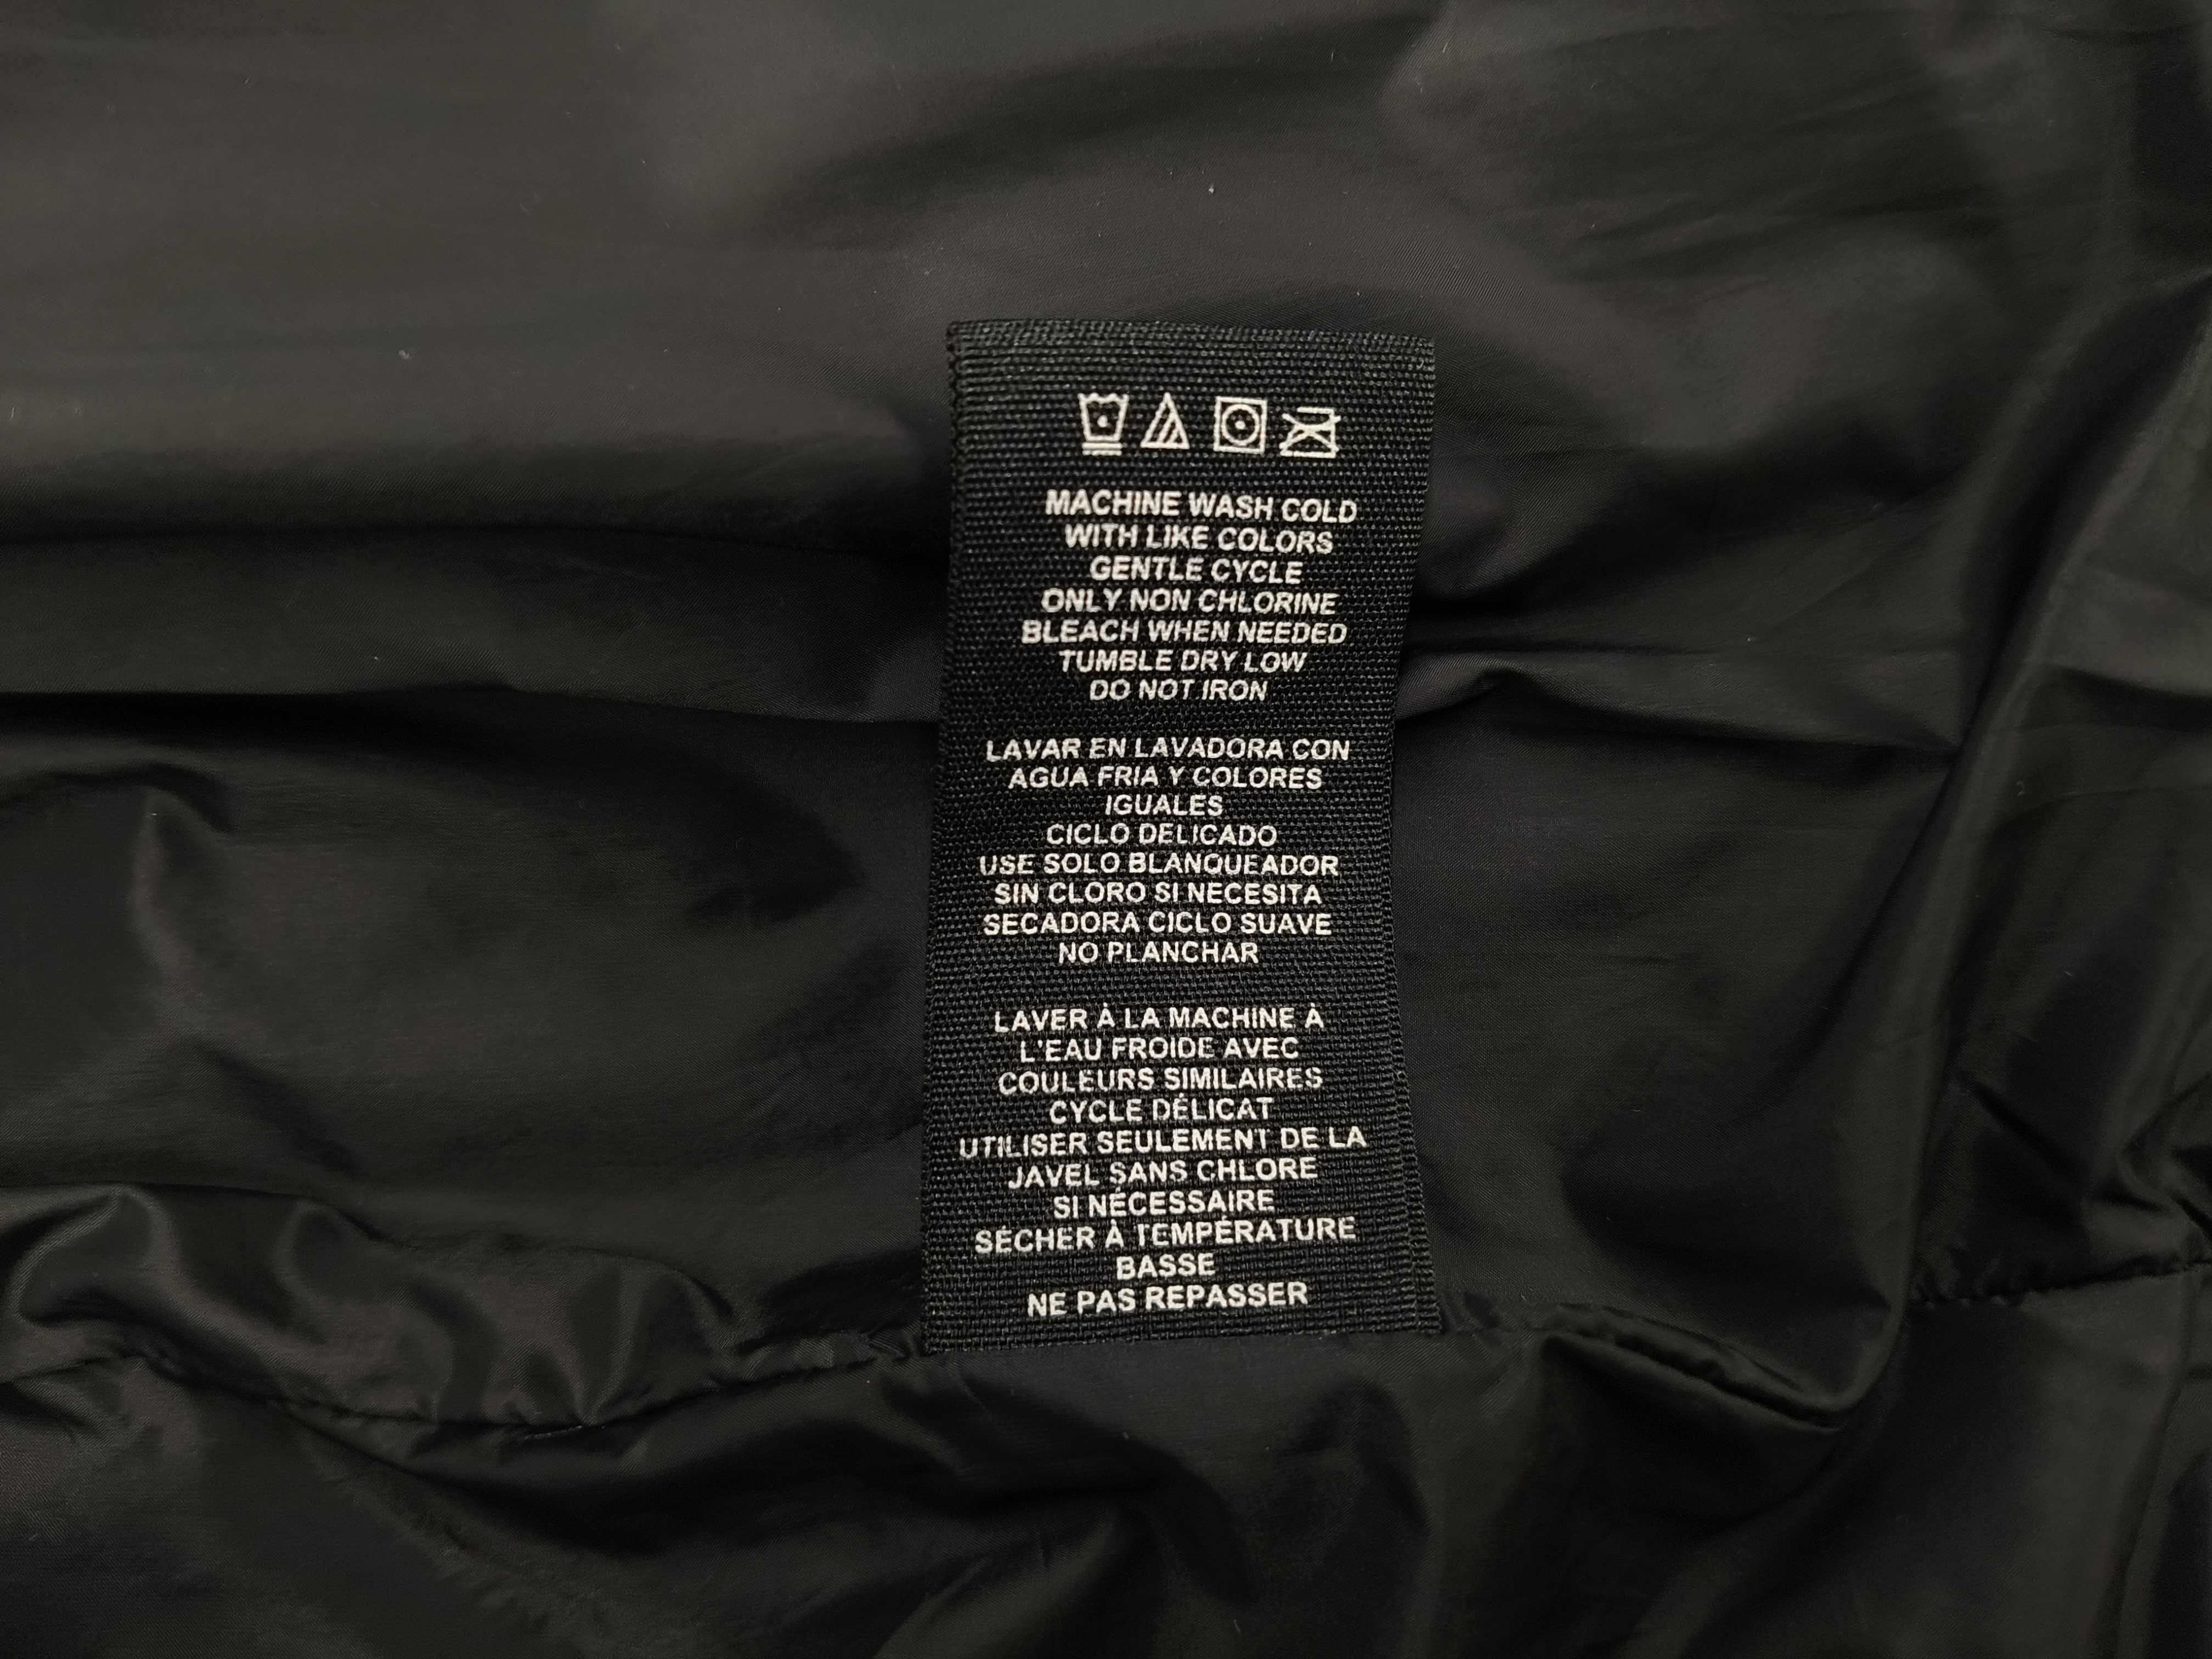 MACHINE WASH COLD
WITH LIKE COLORS
GENTLE CYCLE
ONLY NON CHLORINE
BLEACH WHEN NEEDED
TUMBLE DRY LOW
DO NOT IRON
LAVAR EN LAVADORA CON
AGUA FRIA Y COLORES
IGUALES
CICLO DELICADO
USE SOLO BLANQUEADOR
SIN CLORO SI NECESITA
SECADORA CICLO SUAVE
NO PLANCHAR
LAVER À LA MACHINE À
L'EAU FROIDE AVEC
COULEURS SIMILAIRES
CYCLE DÉLICAT
UTILISER SEULEMENT DE LA
JAVEL SANS CHLORE
SI NÉCESSAIRE
SÉCHER À TEMPÉRATURE
BASSE
NE PAS REPASSER